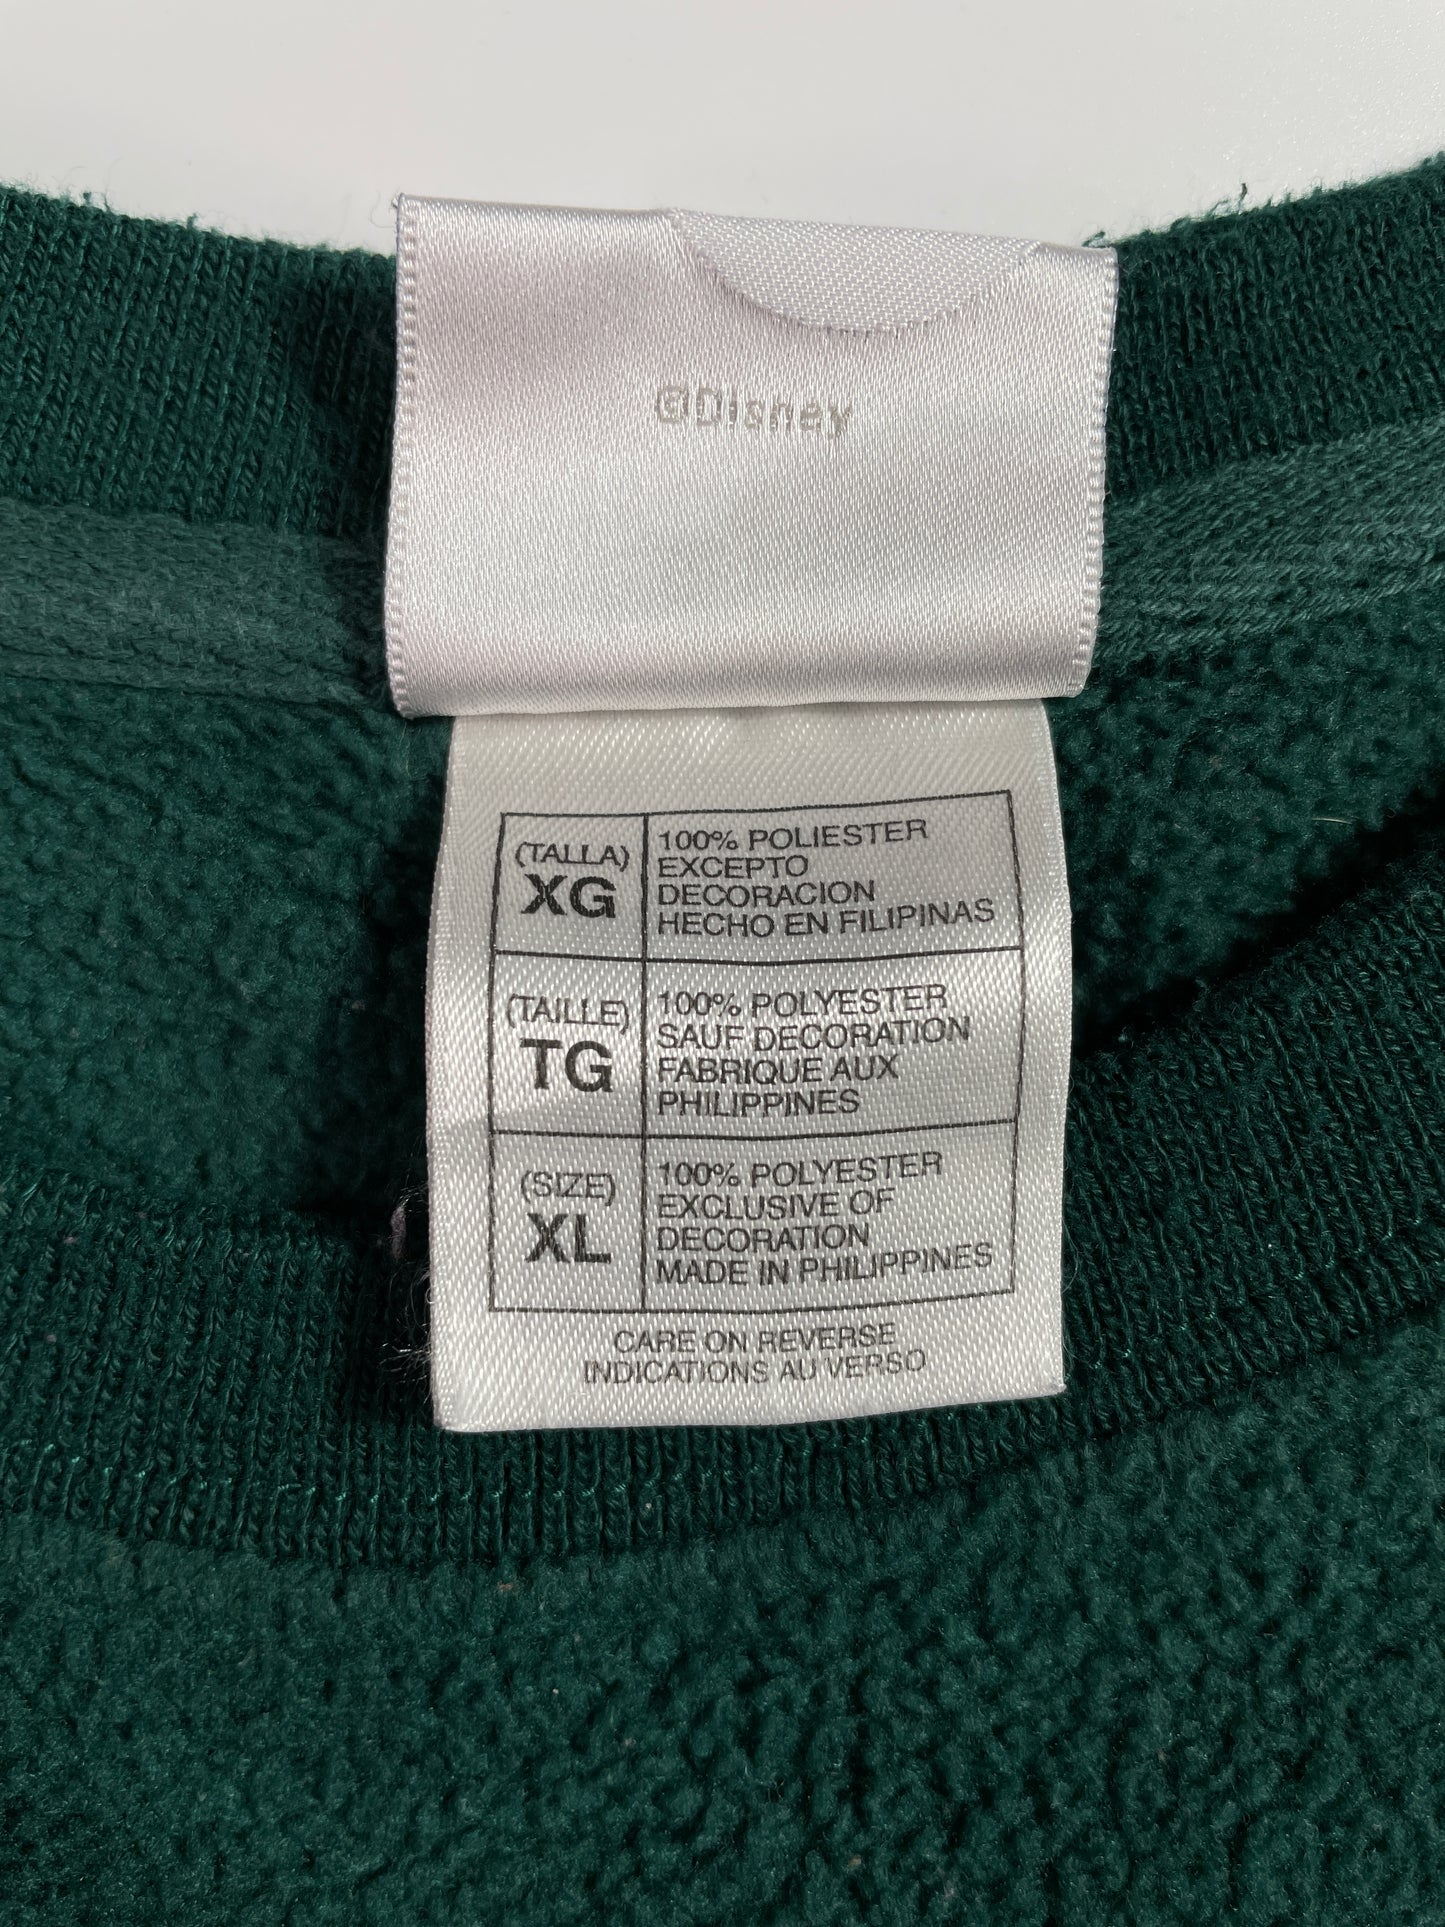 ©Disney
(TALLA)
XG
100% POLIESTER
EXCEPTO
DECORACION
HECHO EN FILIPINAS
(TAILLE)
TG
100% POLYESTER
SAUF DECORATION
FABRIQUE AUX
PHILIPPINES
(SIZE)
XL
100% POLYESTER
EXCLUSIVE OF
DECORATION
MADE IN PHILIPPINES
CARE ON REVERSE
INDICATIONS AU VERSO